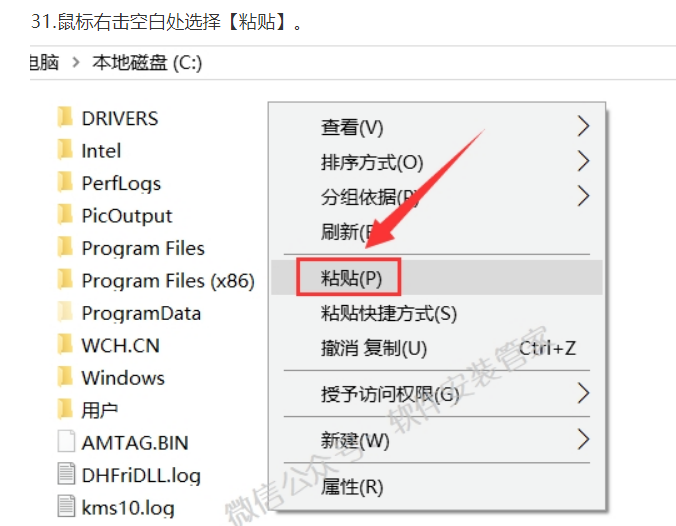 31.鼠标右击空白处选择【粘贴】。
电脑 > 本地磁盘 (C:)
DRIVERS
Intel
PerfLogs
PicOutput
Program Files
Program Files (x86)
ProgramData
WCH.CN
Windows
用户
AMTAG.BIN
DHFriDLL.log
kms10.log
查看(V)
排序方式(O)
分组依据(P)
刷新(E)
粘贴(P)
粘贴快捷方式(S)
撤消 复制(U) Ctrl+Z
授予访问权限(G)
新建(W)
属性(R)
微信公众号 软件安装管家